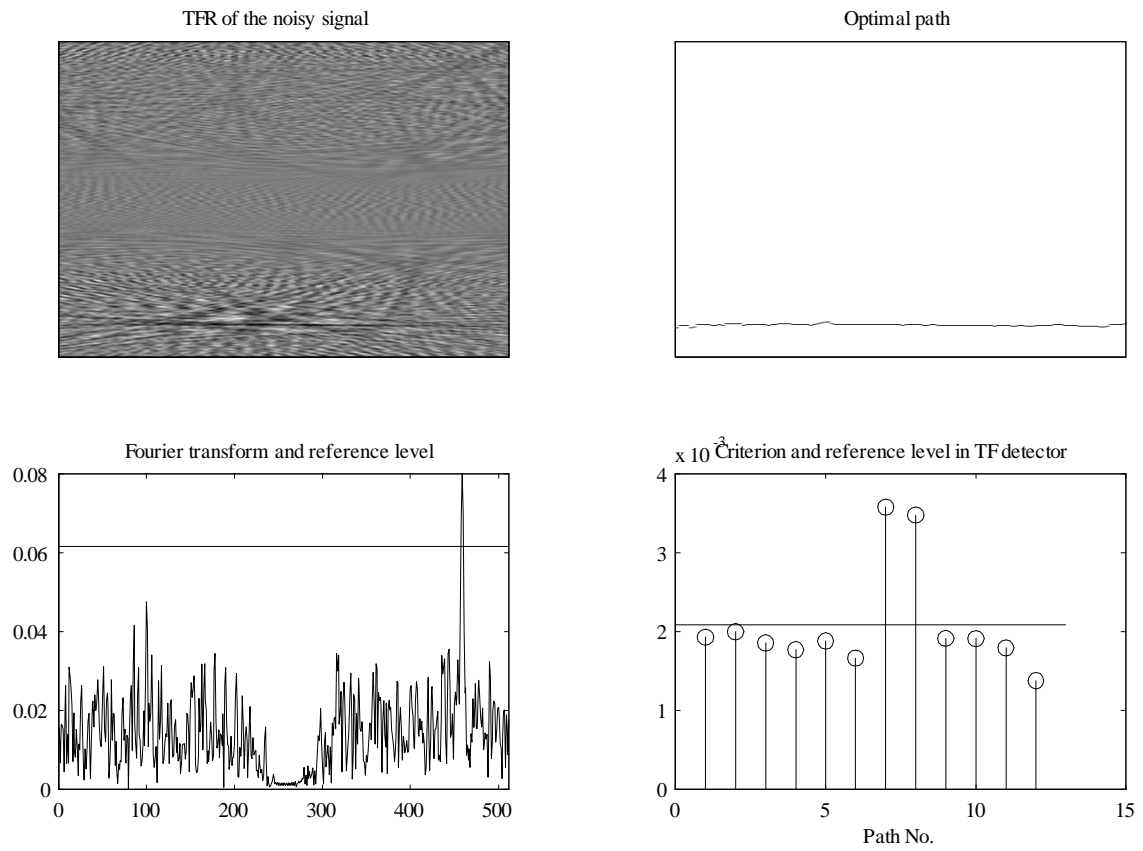 TFR of the noisy signal
Optimal path
Fourier transform and reference level
0.08
0.06
0.04
0.02
0
0 100 200 300 400 500
x 10^-3
Criterion and reference level in TF detector
4
3
2
1
0
0 5 10 15
Path No.